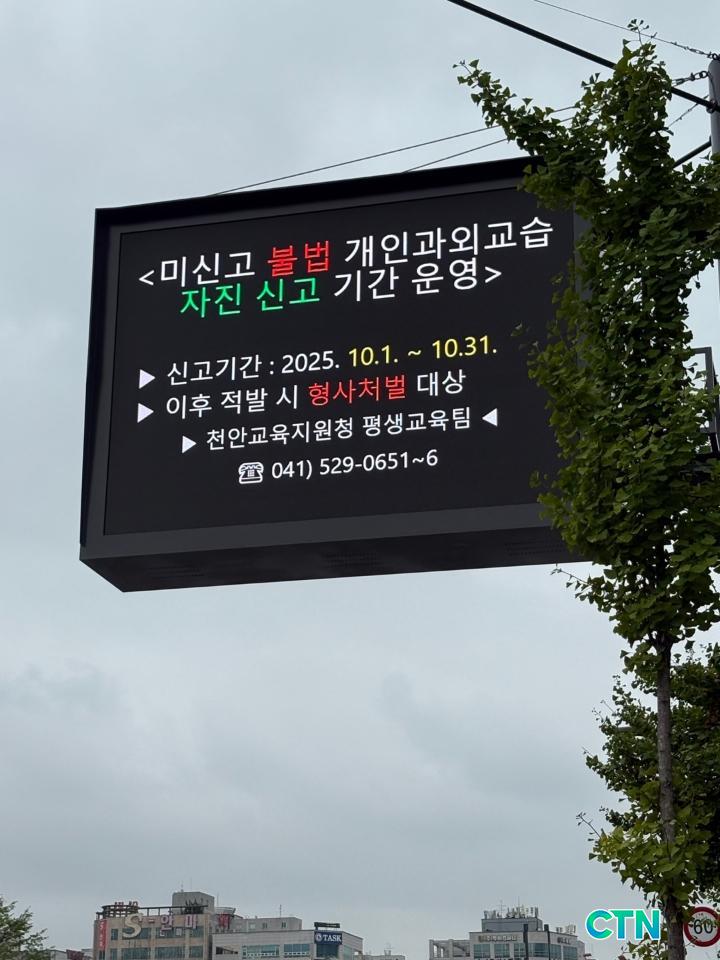 <미신고 불법 개인과외교습
자진 신고 기간 운영>
▶ 신고기간 : 2025. 10.1. ~ 10.31.
▶ 이후 적발 시 형사처벌 대상
▶ 천안교육지원청 평생교육팀 ◀
☎ 041) 529-0651~6
TASK
CTN
60